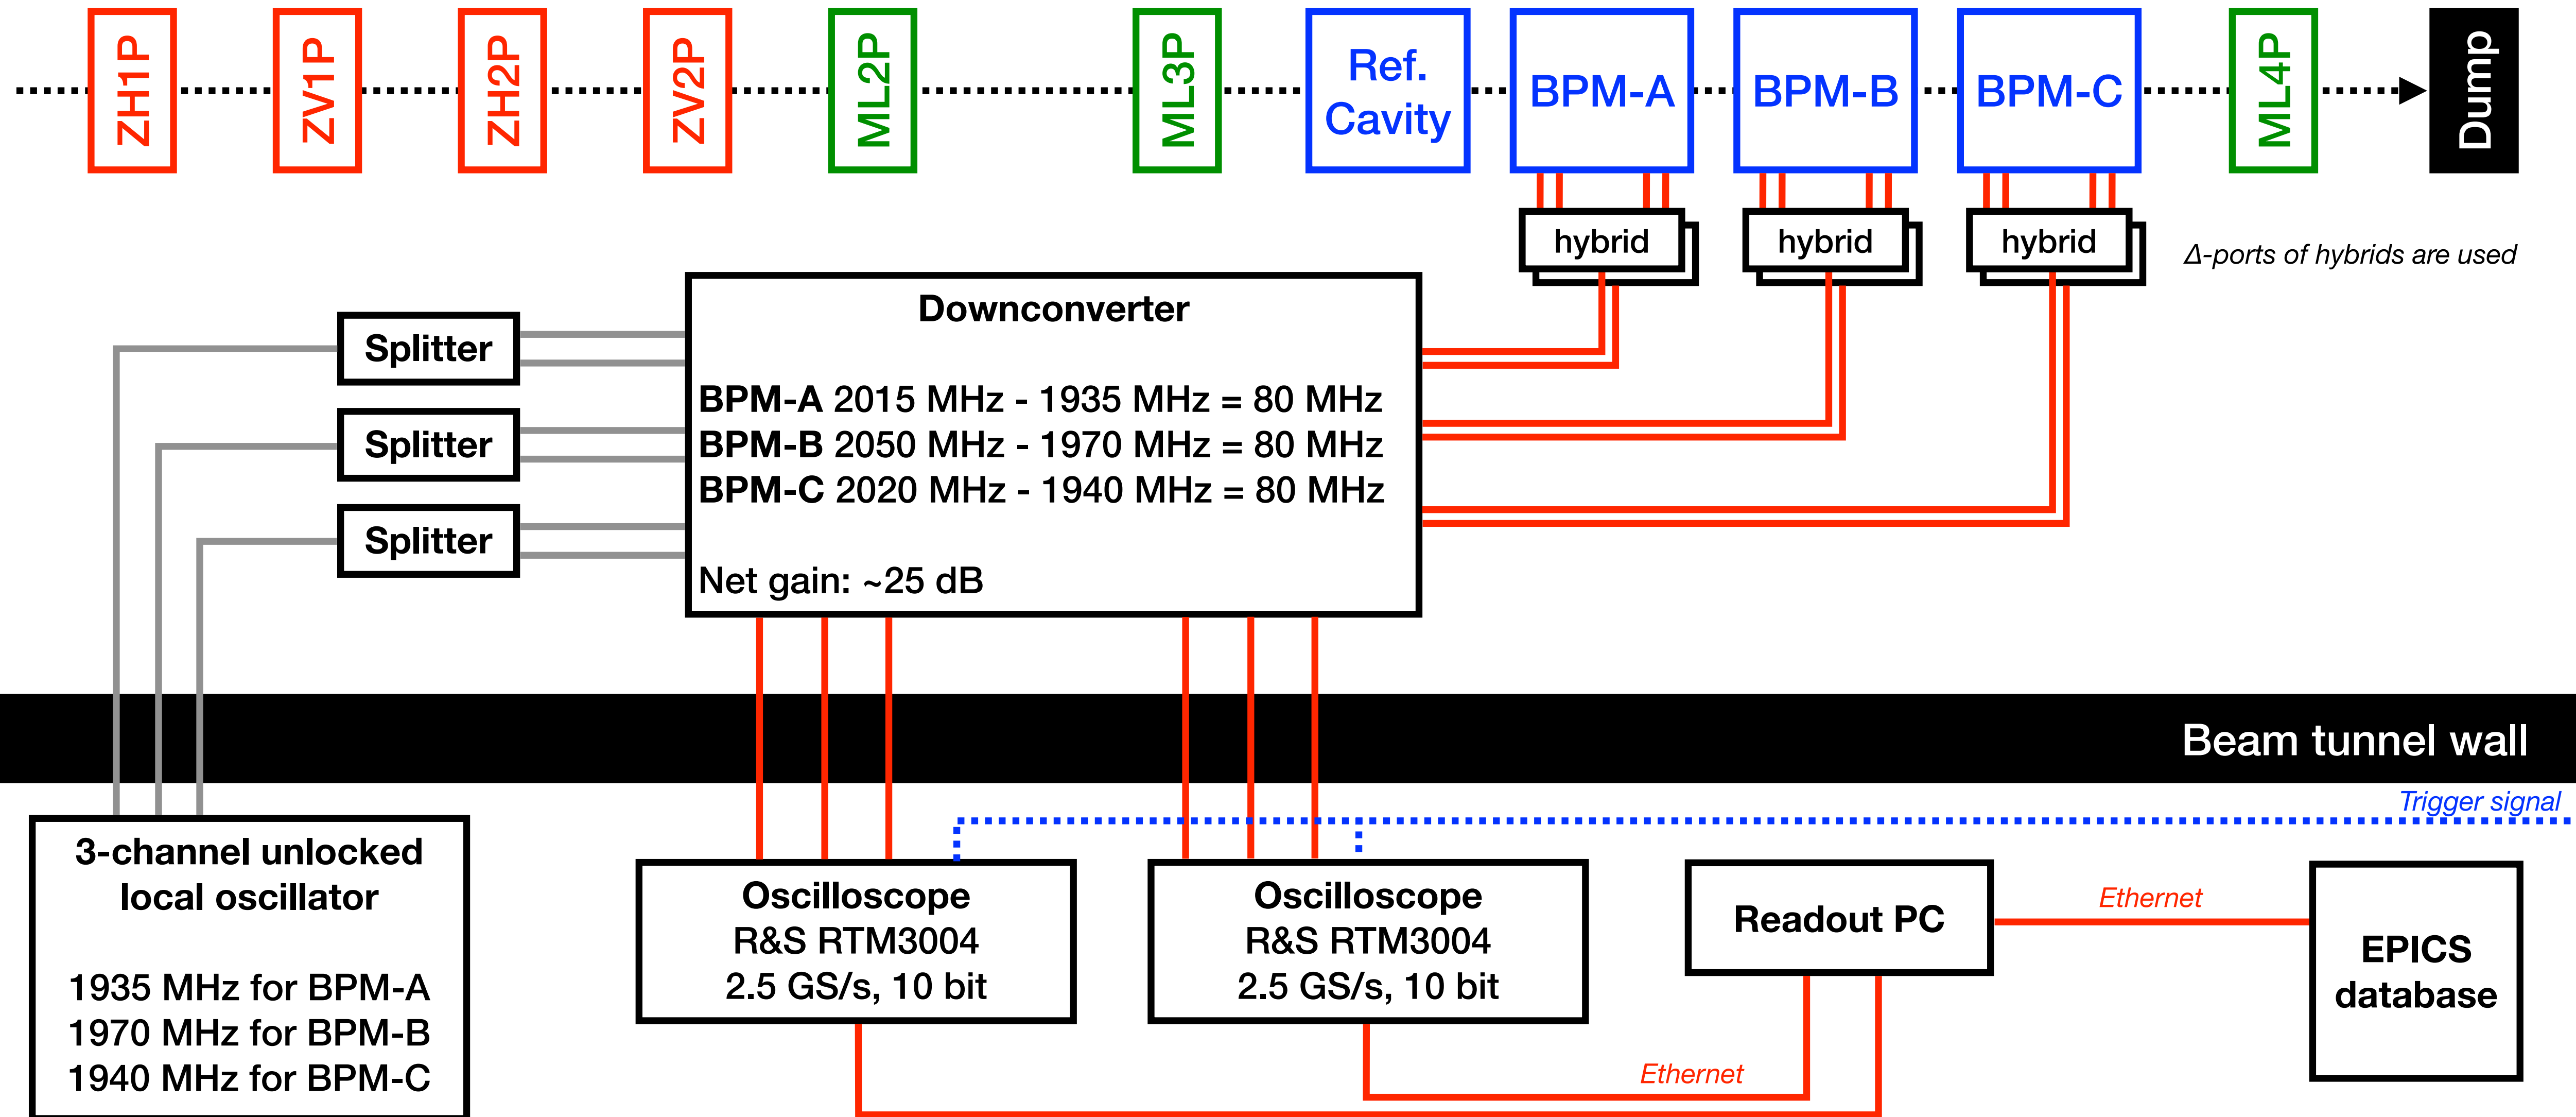 ZH1P
ZV1P
ZH2P
ZV2P
ML2P
ML3P
Ref.
Cavity
BPM-A
BPM-B
BPM-C
ML4P
Dump
hybrid
hybrid
hybrid
Δ-ports of hybrids are used
Splitter
Splitter
Splitter
Downconverter
BPM-A 2015 MHz - 1935 MHz = 80 MHz
BPM-B 2050 MHz - 1970 MHz = 80 MHz
BPM-C 2020 MHz - 1940 MHz = 80 MHz
Net gain: ~25 dB
Beam tunnel wall
Trigger signal
3-channel unlocked
local oscillator
1935 MHz for BPM-A
1970 MHz for BPM-B
1940 MHz for BPM-C
Oscilloscope
R&S RTM3004
2.5 GS/s, 10 bit
Oscilloscope
R&S RTM3004
2.5 GS/s, 10 bit
Readout PC
Ethernet
EPICS
database
Ethernet